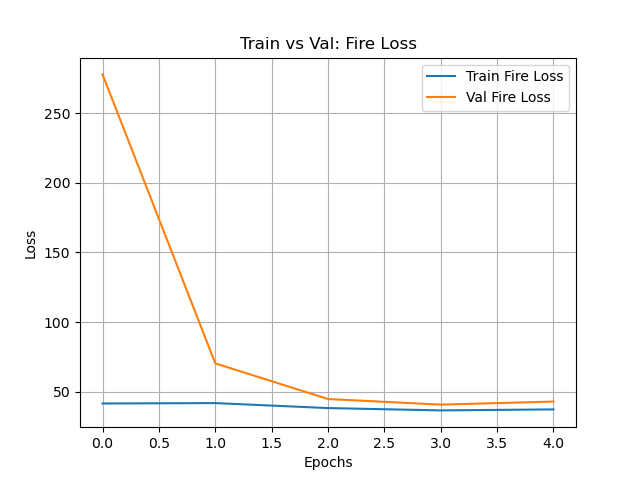 Train vs Val: Fire Loss
Train Fire Loss
Val Fire Loss
250
200
150
100
50
Loss
0.0 0.5 1.0 1.5 2.0 2.5 3.0 3.5 4.0
Epochs